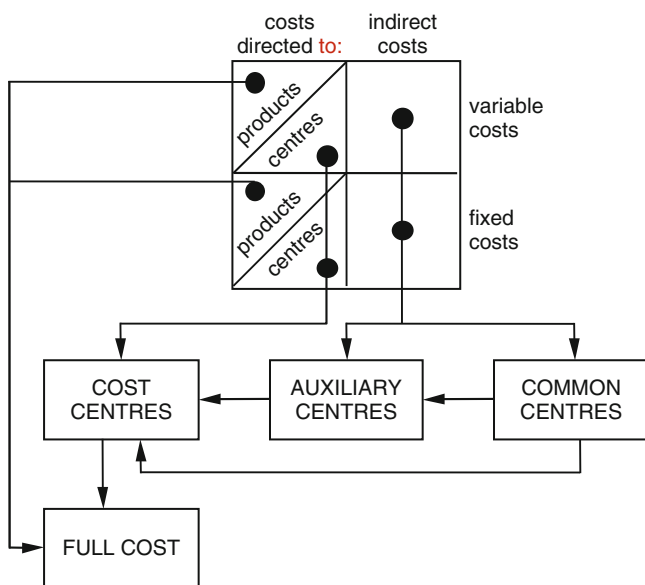 costs
directed to:
indirect
costs
products
centres
variable
costs
products
centres
fixed
costs
COST
CENTRES
AUXILIARY
CENTRES
COMMON
CENTRES
FULL COST